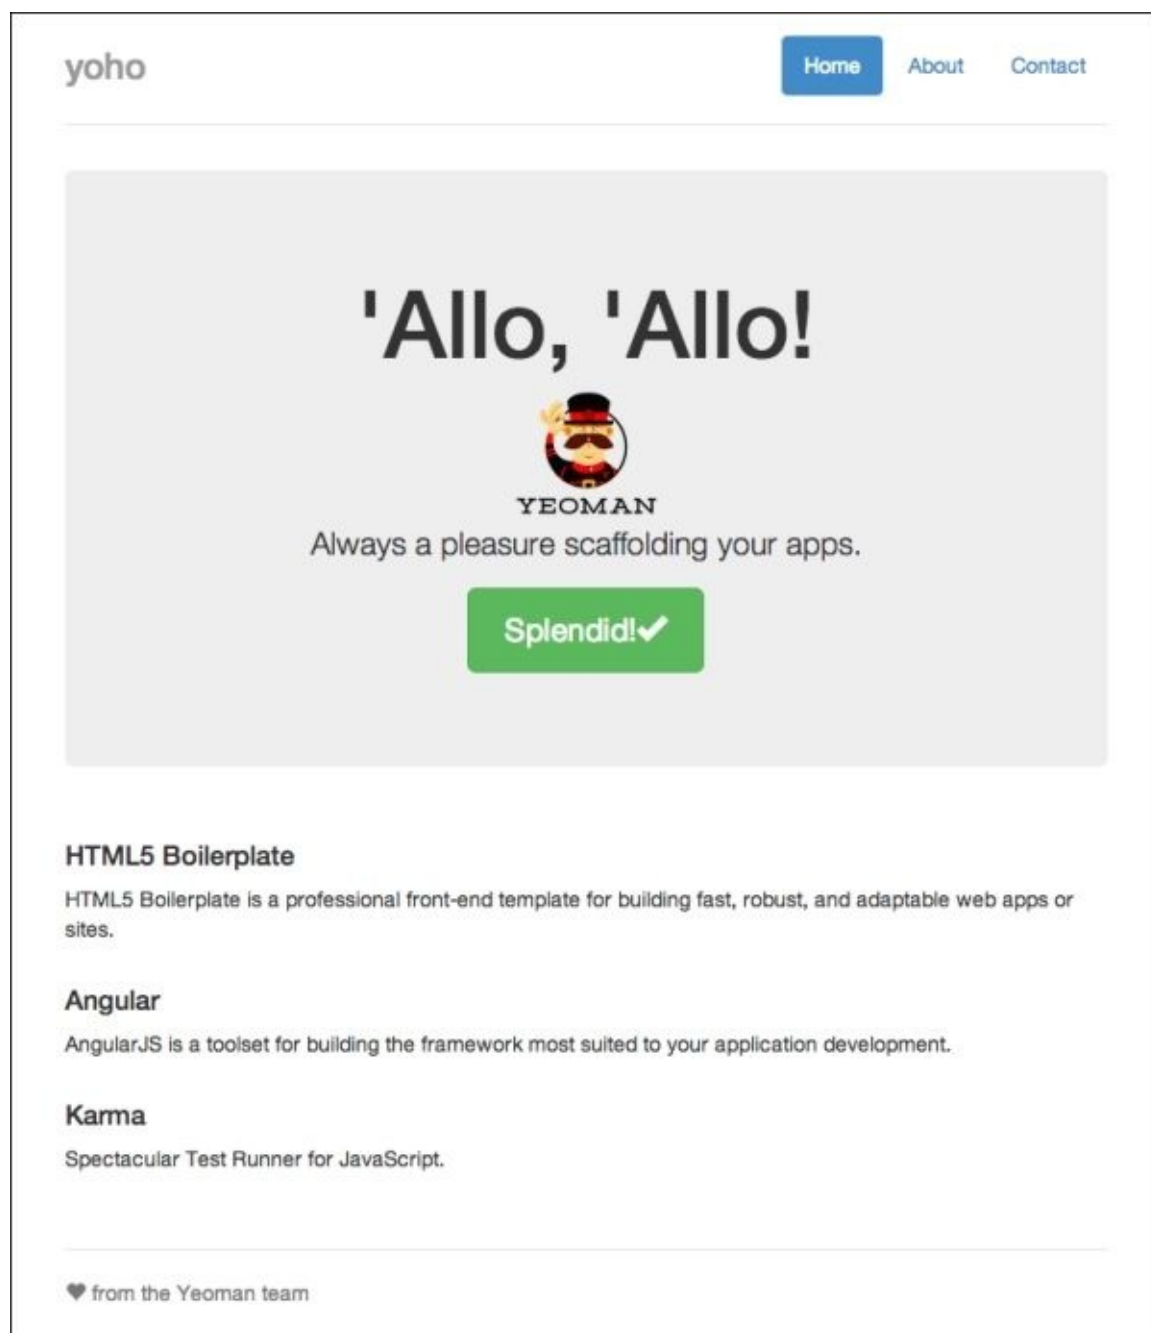 yoho
Home About Contact
'Allo, 'Allo!
YEOMAN
Always a pleasure scaffolding your apps.
Splendid!✔
HTML5 Boilerplate
HTML5 Boilerplate is a professional front-end template for building fast, robust, and adaptable web apps or
sites.
Angular
AngularJS is a toolset for building the framework most suited to your application development.
Karma
Spectacular Test Runner for JavaScript.
♥ from the Yeoman team